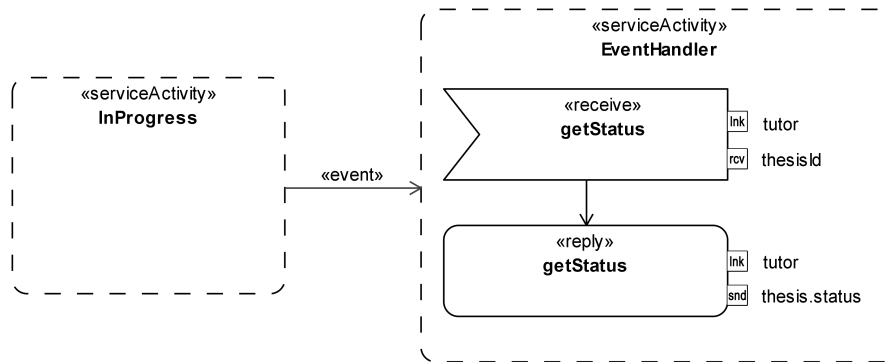 «serviceActivity»
InProgress
«event»
«serviceActivity»
EventHandler
«receive»
getStatus
lnk tutor
rcv thesisId
«reply»
getStatus
lnk tutor
snd thesis.status